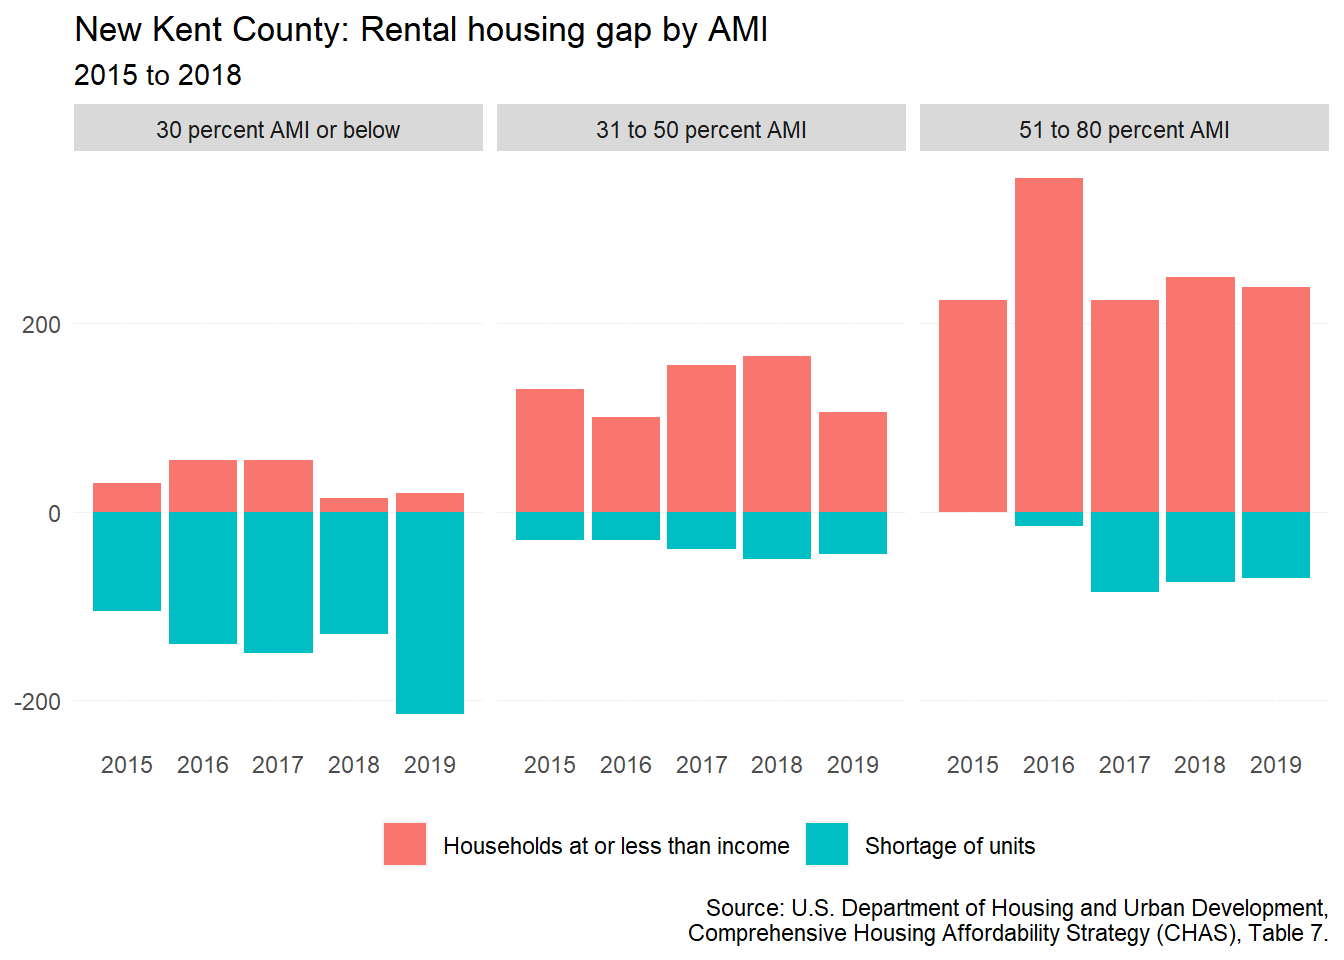 New Kent County: Rental housing gap by AMI
2015 to 2018
30 percent AMI or below
31 to 50 percent AMI
51 to 80 percent AMI
200
0
-200
2015 2016 2017 2018 2019
2015 2016 2017 2018 2019
2015 2016 2017 2018 2019
Households at or less than income
Shortage of units
Source: U.S. Department of Housing and Urban Development,
Comprehensive Housing Affordability Strategy (CHAS), Table 7.